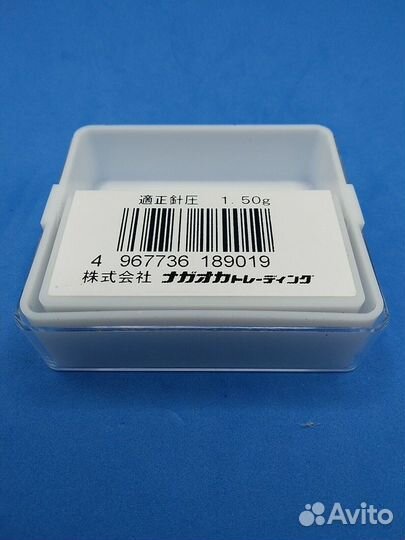 適正針圧 1.50g
4 967736 189019
株式会社 ナガオカトレーディング
Avito